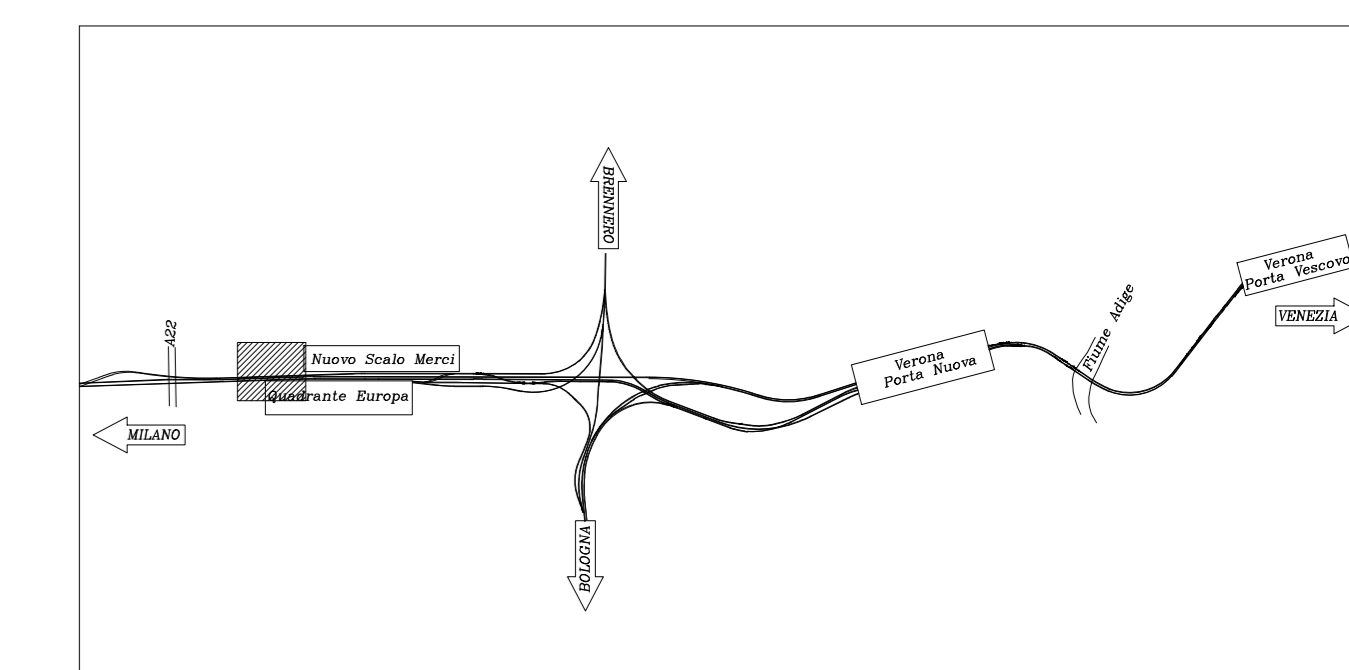 BRENNERO
Verona
Porta Vescovo
Fiume Adige
VENEZIA
A22
Nuovo Scalo Merci
Verona
Porta Nuova
Quadrante Europa
MILANO
BOLOGNA